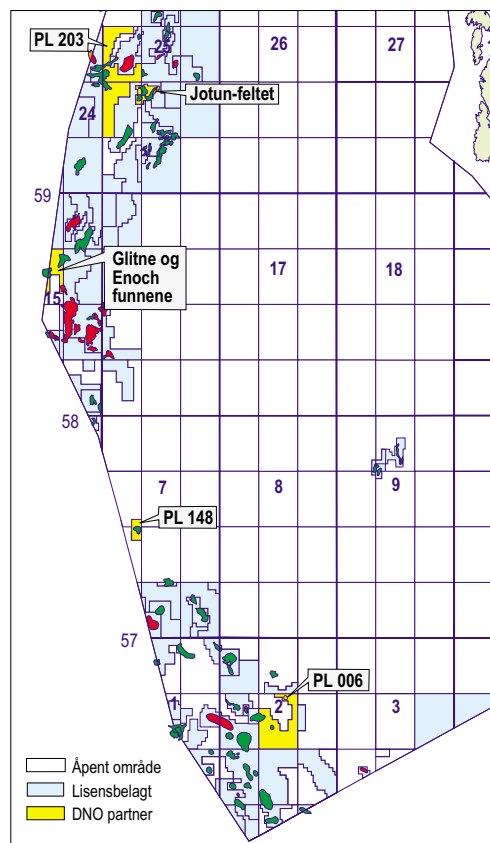 PL 203
25
26
27
Jotun-feltet
24
59
Glitne og
Enoch
funnene
17
18
15
58
7
8
9
PL 148
57
PL 006
1
2
3
Åpent område
Lisensbelagt
DNO partner